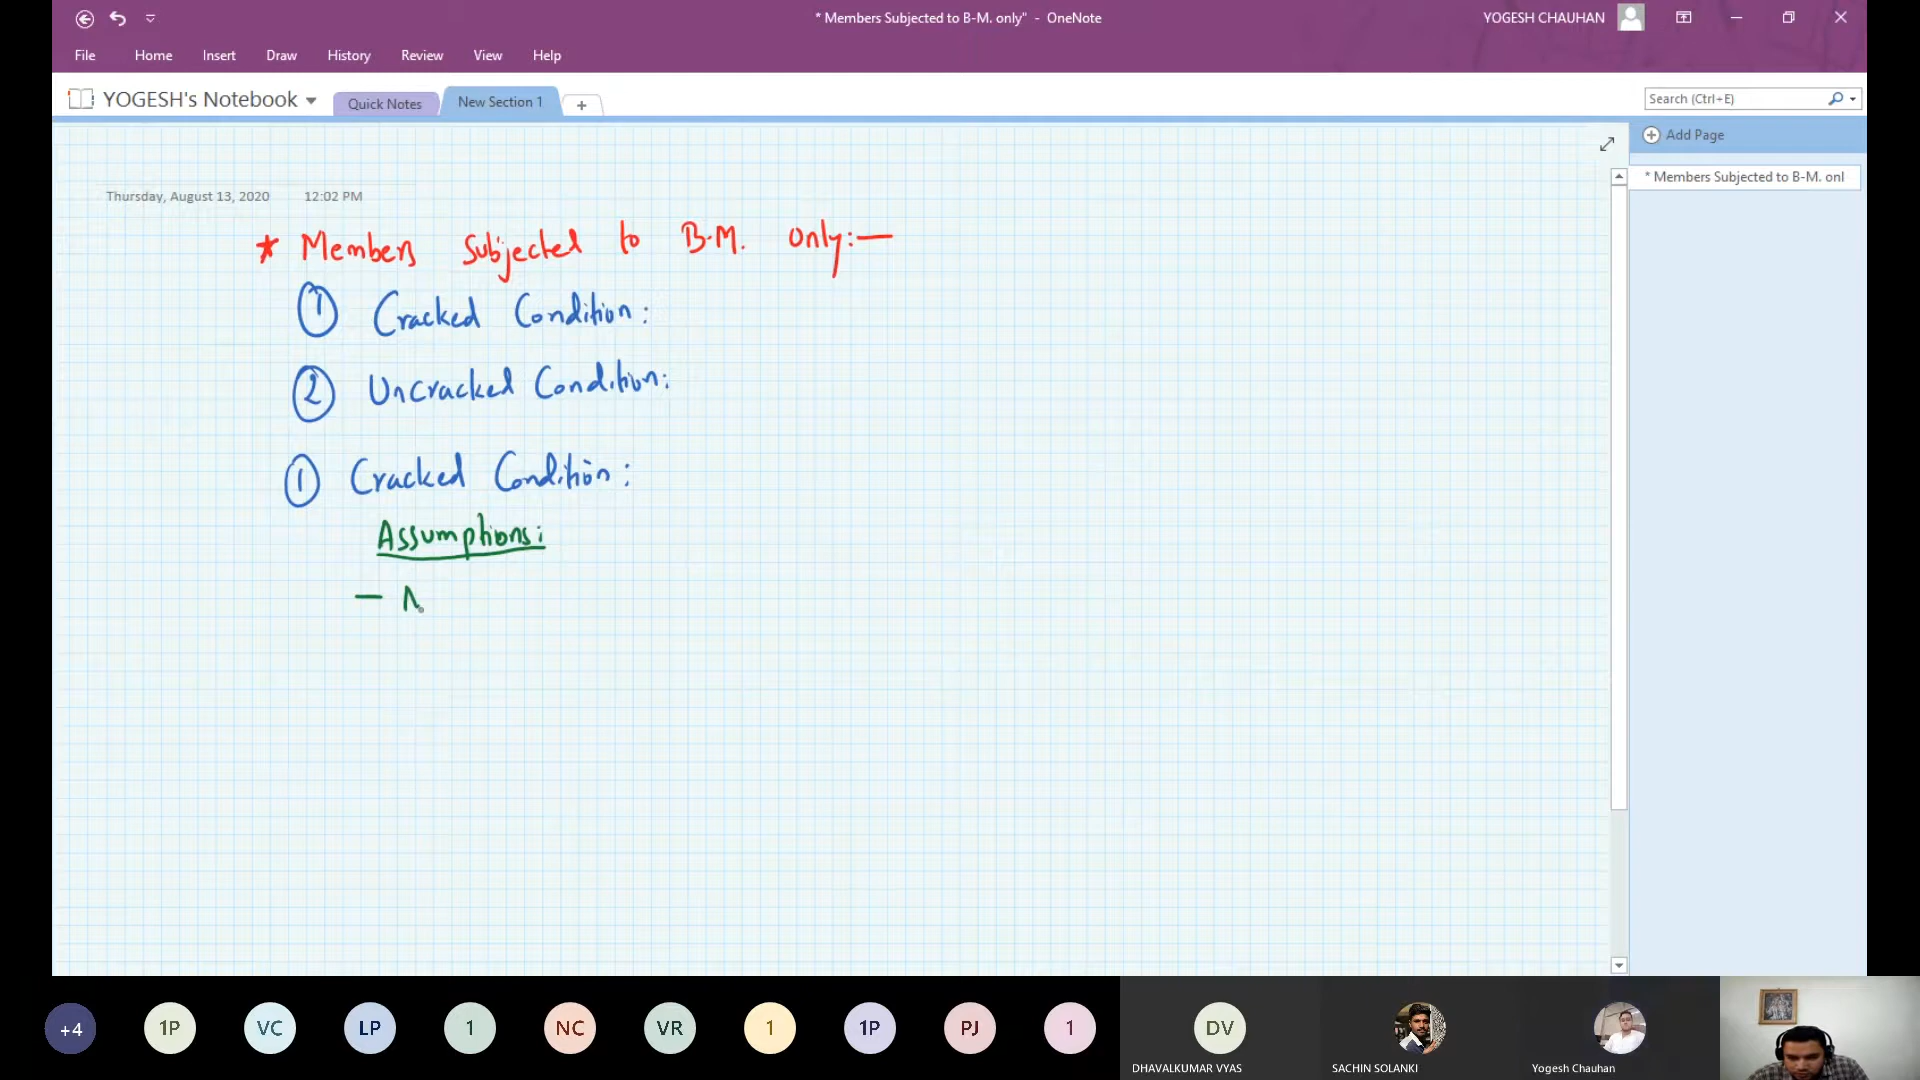 * Members Subjected to B-M. only" - OneNote
YOGESH CHAUHAN
File Home Insert Draw History Review View Help
YOGESH's Notebook
Quick Notes
New Section 1
Search (Ctrl+E)
Add Page
* Members Subjected to B-M. onl
Thursday, August 13, 2020 12:02 PM
* Members Subjected to B.M. only:—
① Cracked Condition:
② Uncracked Condition:
① Cracked Condition:
Assumptions:
— N
+4 1P VC LP 1 NC VR 1 1P PJ 1 DV
DHAVALKUMAR VYAS
SACHIN SOLANKI
Yogesh Chauhan